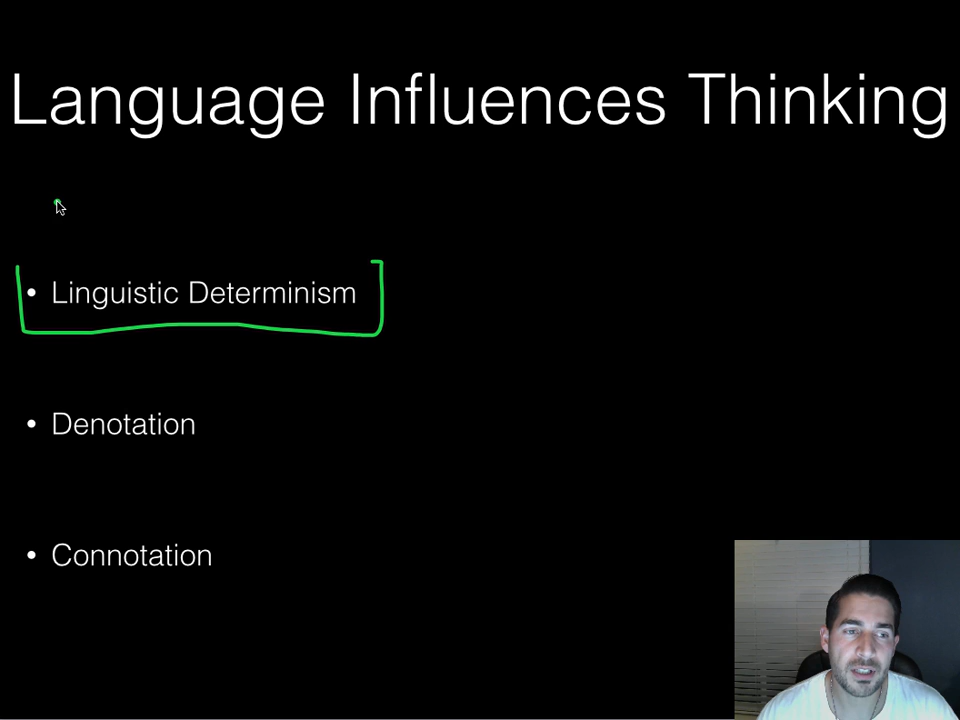 Language Influences Thinking
• Linguistic Determinism
• Denotation
• Connotation